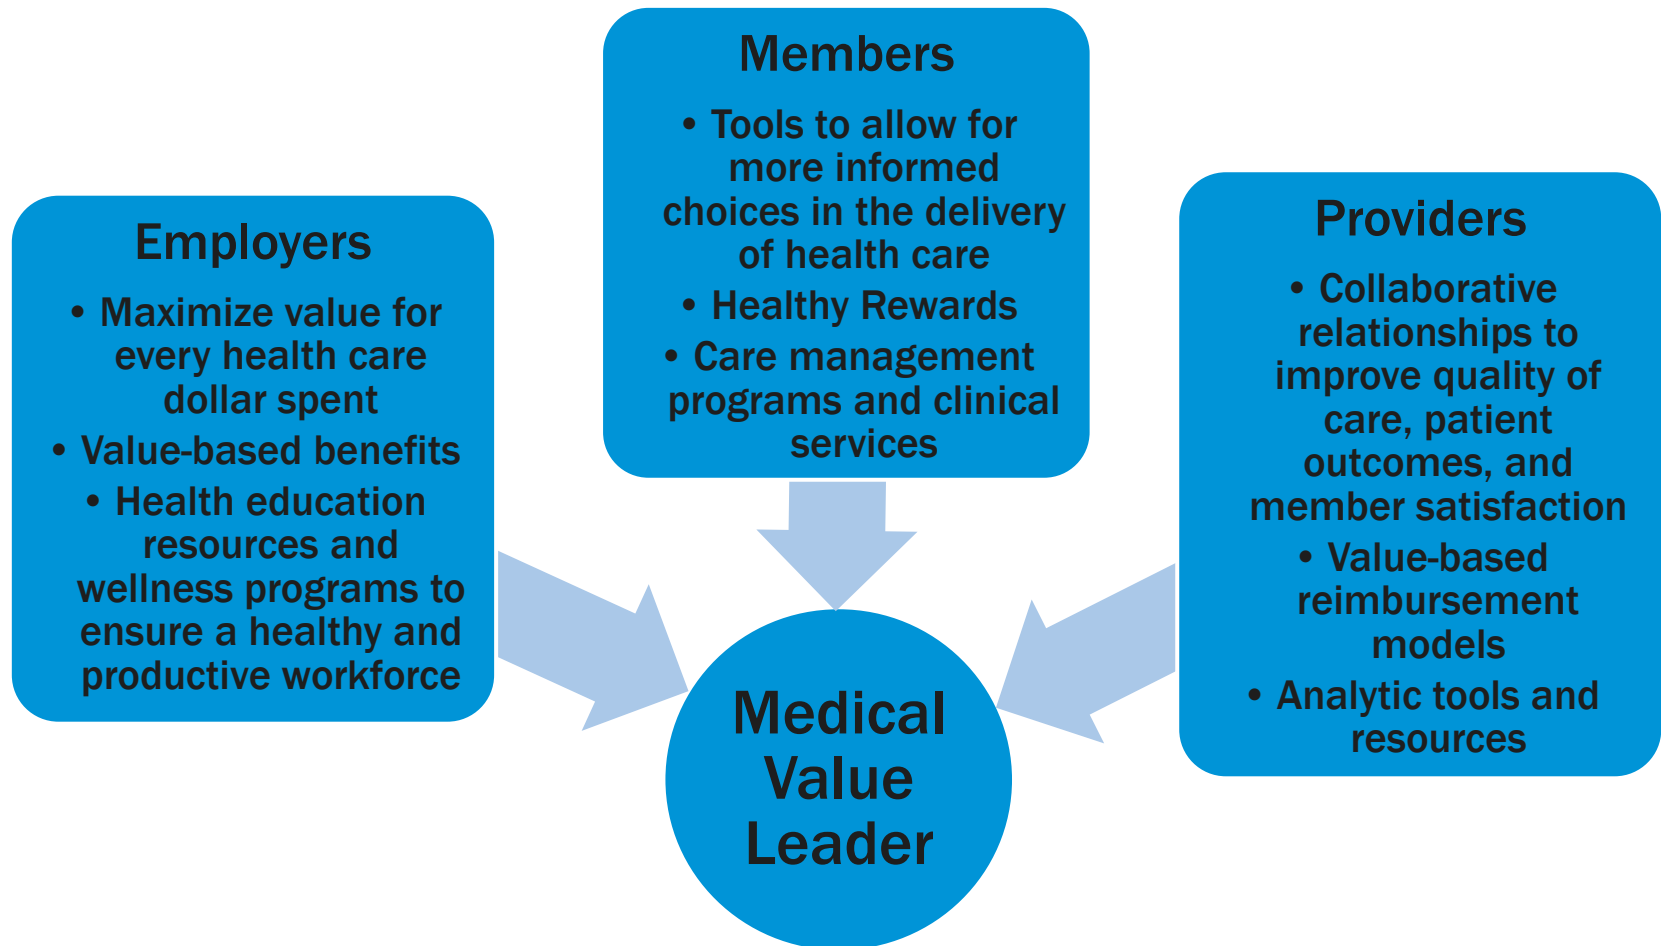 Employers
• Maximize value for
every health care
dollar spent
• Value-based benefits
• Health education
resources and
wellness programs to
ensure a healthy and
productive workforce
Members
• Tools to allow for
more informed
choices in the delivery
of health care
• Healthy Rewards
• Care management
programs and clinical
services
Providers
• Collaborative
relationships to
improve quality of
care, patient
outcomes, and
member satisfaction
• Value-based
reimbursement
models
• Analytic tools and
resources
Medical
Value
Leader